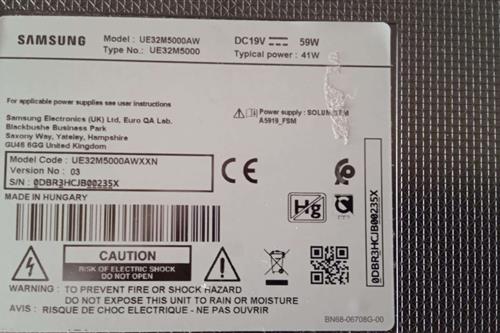 SAMSUNG
Model : UE32M5000AW
Type No. : UE32M5000
DC19V 59W
Typical power : 41W
For applicable power supplies see user instructions
Samsung Electronics (UK) Ltd, Euro QA Lab.
Blackbushe Business Park
Saxony Way, Yateley, Hampshire
GU46 6GG United Kingdom
Power supply : SOLUM
A5919_FSM
Model Code : UE32M5000AWXXN
Version No : 03
S/N : 0DBR3HCJB00235X
MADE IN HUNGARY
CE
Hg
0DBR3HCJB00235X
CAUTION
RISK OF ELECTRIC SHOCK
DO NOT OPEN
WARNING : TO PREVENT FIRE OR SHOCK HAZARD
DO NOT EXPOSE THIS UNIT TO RAIN OR MOISTURE
AVIS : RISQUE DE CHOC ELECTRIQUE - NE PAS OUVRIR
BN68-06708G-00